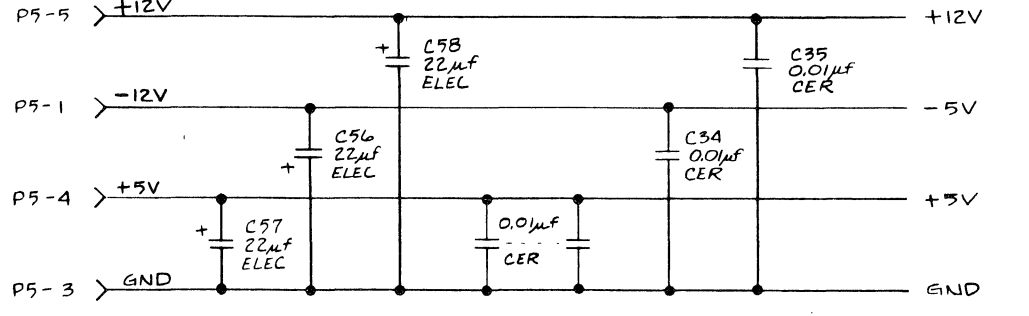 P5-5 +12V +12V
+ C58
22µf
ELEC
C35
0.01µf
CER
P5-1 -12V -5V
C56
22µf
+ ELEC
C34
0.01µf
CER
P5-4 +5V +5V
+ C57
22µf
ELEC
0.01µf
CER
P5-3 GND GND